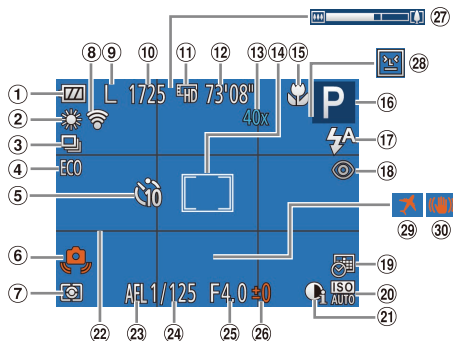 27
8 9 10 11 12 13 14 15
28
1 L 1725 HD 73'08" P 16
2 40x
A 17
3
4 ECO 18
5 10
29 30
6 19
7 AFL 1/125 F4.0 ±0 ISO AUTO 20
i 21
22 23 24 25 26